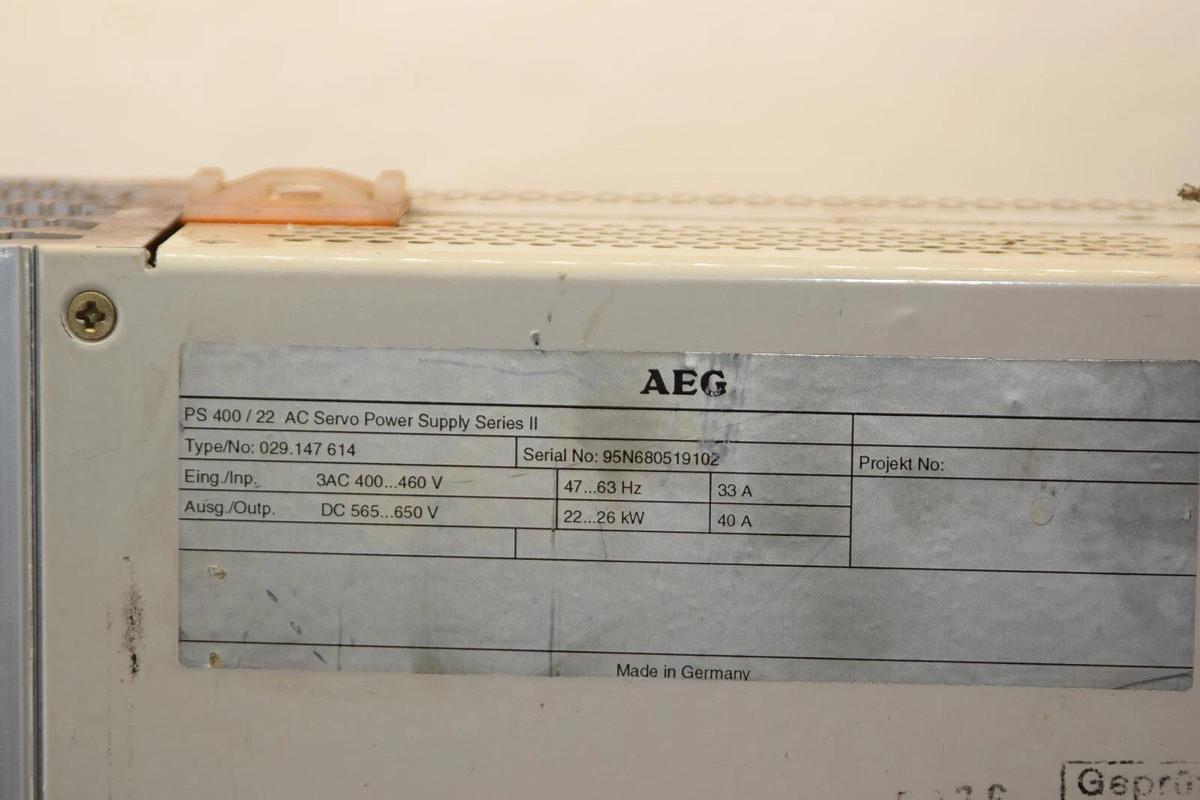 AEG
PS 400 / 22 AC Servo Power Supply Series II
Type/No: 029.147 614
Serial No: 95N680519102
Projekt No:
Eing./Inp. 3AC 400...460 V 47...63 Hz 33 A
Ausg./Outp. DC 565...650 V 22...26 kW 40 A
Made in Germany